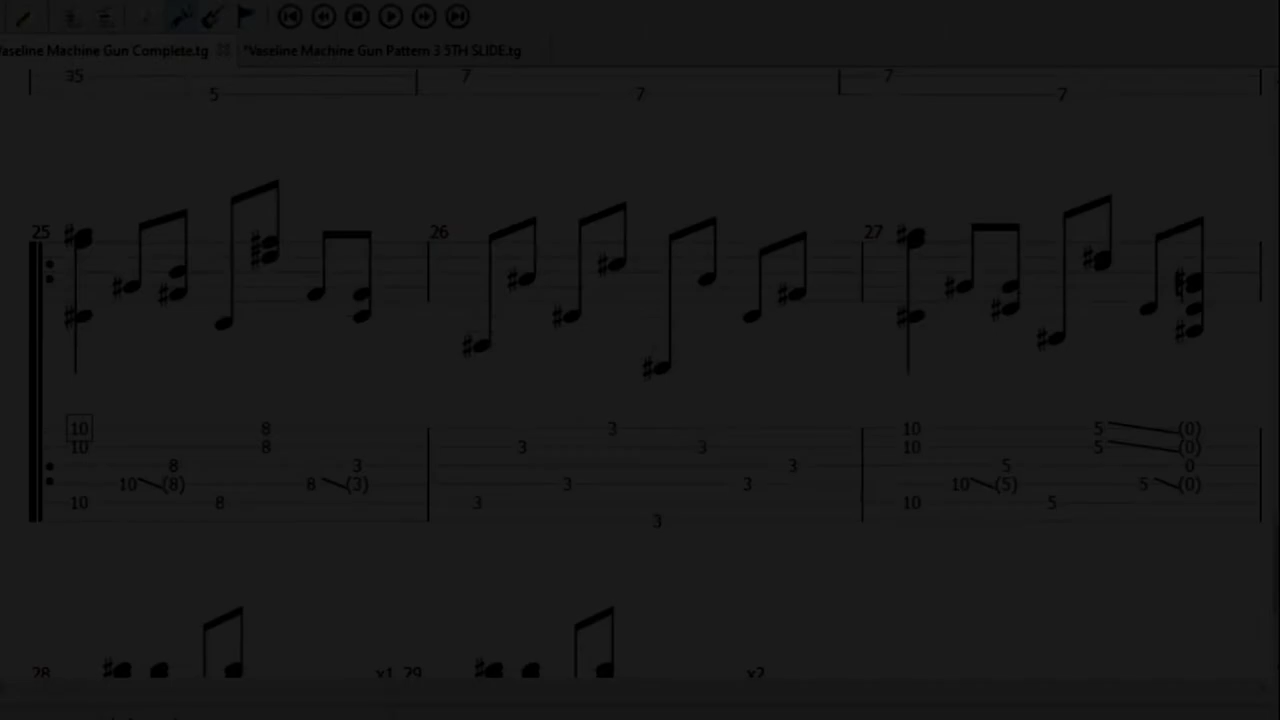 Vaseline Machine Gun Complete.tg *Vaseline Machine Gun Pattern 3 5TH SLIDE.tg
35 7 7
5 7 7
25 26 27
10 8 3 10 5 (0)
10 8 3 3 10 5 (0)
8 3 3 5 0
10 (8) 8 (3) 3 3 10 (5) 5 (0)
10 8 3 10 5
3
28 x1 29 x2